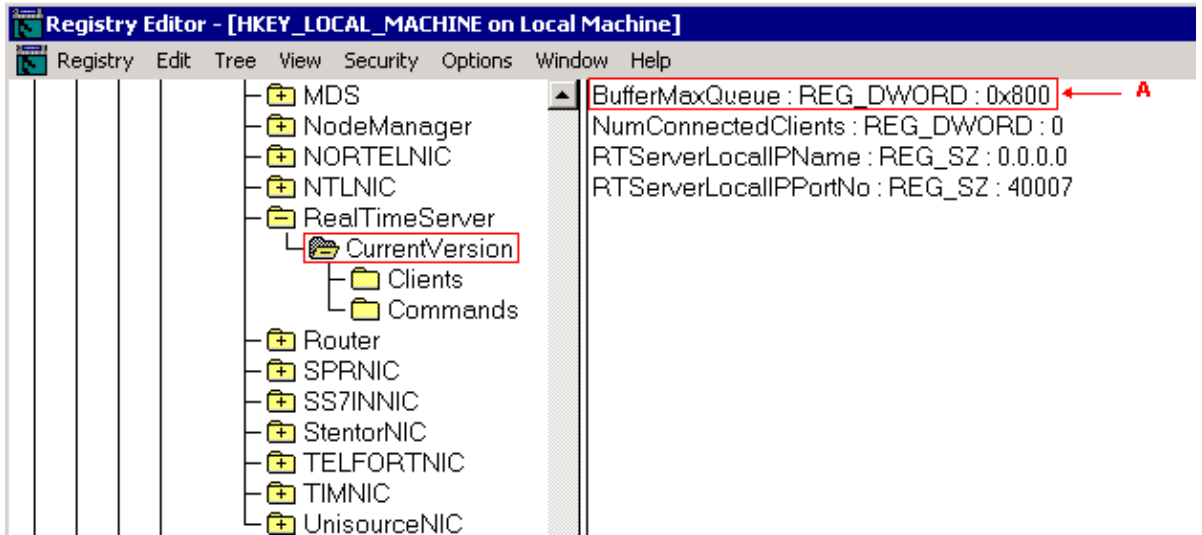 Registry Editor - [HKEY_LOCAL_MACHINE on Local Machine]
Registry Edit Tree View Security Options Window Help
MDS
NodeManager
NORTELNIC
NTLNIC
RealTimeServer
CurrentVersion
Clients
Commands
Router
SPRNIC
SS7INNIC
StentorNIC
TELFORTNIC
TIMNIC
UnisourceNIC
BufferMaxQueue : REG_DWORD : 0x800
A
NumConnectedClients : REG_DWORD : 0
RTServerLocalIPName : REG_SZ : 0.0.0.0
RTServerLocalIPPortNo : REG_SZ : 40007